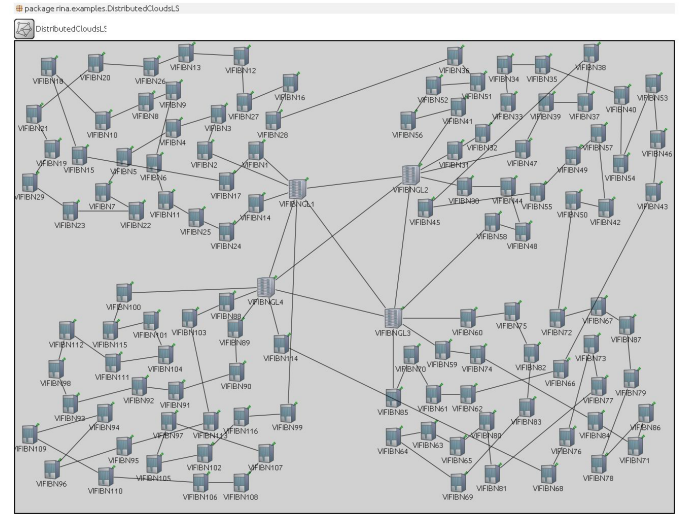 package rina.examples.DistributedCloudsLS
DistributedCloudsLS
VIFIBN18
VIFIBN20
VIFIBN26
VIFIBN13
VIFIBN12
VIFIBN16
VIFIBN36
VIFIBN34
VIFIBN35
VIFIBN38
VIFIBN21
VIFIBN10
VIFIBN8
VIFIBN9
VIFIBN3
VIFIBN27
VIFIBN28
VIFIBN52
VIFIBN51
VIFIBN56
VIFIBN41
VIFIBN33
VIFIBN39
VIFIBN37
VIFIBN40
VIFIBN53
VIFIBN19
VIFIBN15
VIFIBN5
VIFIBN4
VIFIBN6
VIFIBN2
VIFIBN1
VIFIBN31
VIFIBN32
VIFIBN47
VIFIBN49
VIFIBN57
VIFIBN54
VIFIBN46
VIFIBN29
VIFIBN23
VIFIBN7
VIFIBN22
VIFIBN11
VIFIBN25
VIFIBN24
VIFIBN17
VIFIBN14
VIFIBNGL1
VIFIBNGL2
VIFIBN45
VIFIBN30
VIFIBN44
VIFIBN55
VIFIBN58
VIFIBN48
VIFIBN50
VIFIBN42
VIFIBN43
VIFIBN100
VIFIBNGL4
VIFIBNGL3
VIFIBN112
VIFIBN115
VIFIBN101
VIFIBN103
VIFIBN88
VIFIBN89
VIFIBN114
VIFIBN60
VIFIBN75
VIFIBN72
VIFIBN67
VIFIBN87
VIFIBN98
VIFIBN111
VIFIBN104
VIFIBN90
VIFIBN70
VIFIBN59
VIFIBN74
VIFIBN82
VIFIBN66
VIFIBN73
VIFIBN79
VIFIBN93
VIFIBN92
VIFIBN91
VIFIBN85
VIFIBN61
VIFIBN62
VIFIBN83
VIFIBN77
VIFIBN109
VIFIBN94
VIFIBN97
VIFIBN113
VIFIBN116
VIFIBN99
VIFIBN64
VIFIBN63
VIFIBN80
VIFIBN84
VIFIBN86
VIFIBN96
VIFIBN95
VIFIBN105
VIFIBN102
VIFIBN107
VIFIBN65
VIFIBN76
VIFIBN71
VIFIBN110
VIFIBN106
VIFIBN108
VIFIBN69
VIFIBN81
VIFIBN68
VIFIBN78